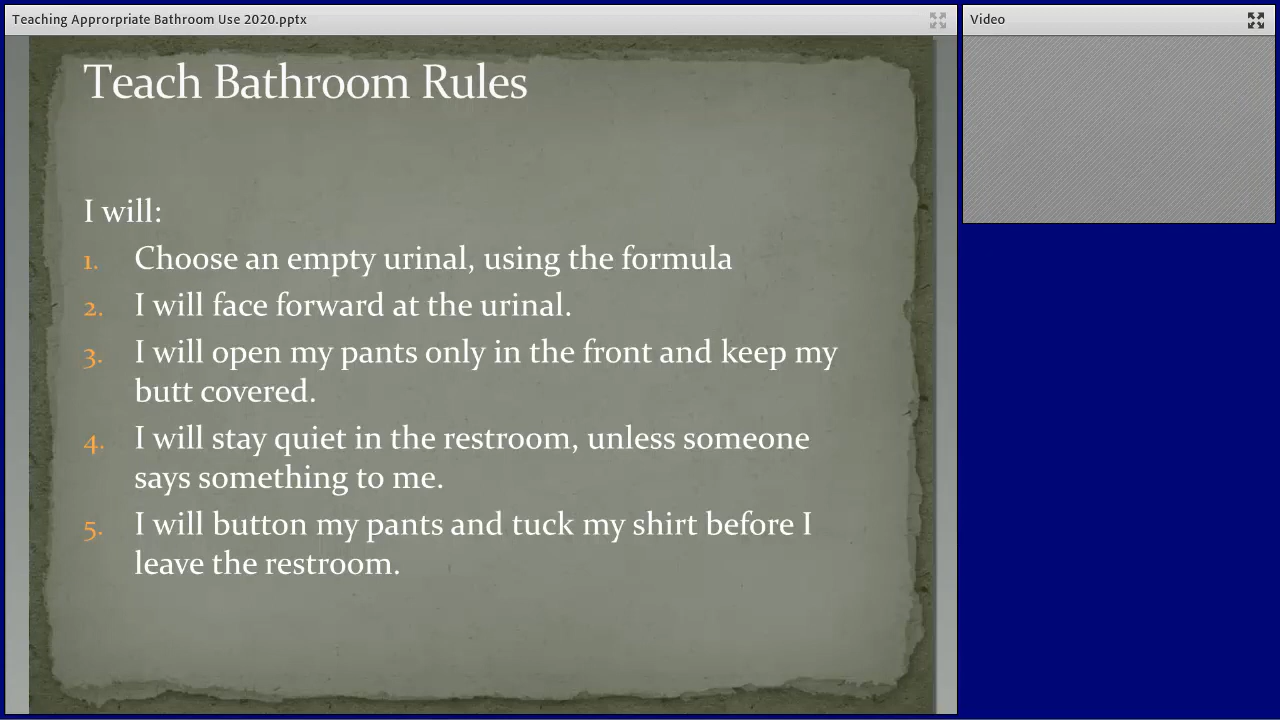 Teaching Approrpriate Bathroom Use 2020.pptx
Video
Teach Bathroom Rules
I will:
1. Choose an empty urinal, using the formula
2. I will face forward at the urinal.
3. I will open my pants only in the front and keep my
butt covered.
4. I will stay quiet in the restroom, unless someone
says something to me.
5. I will button my pants and tuck my shirt before I
leave the restroom.